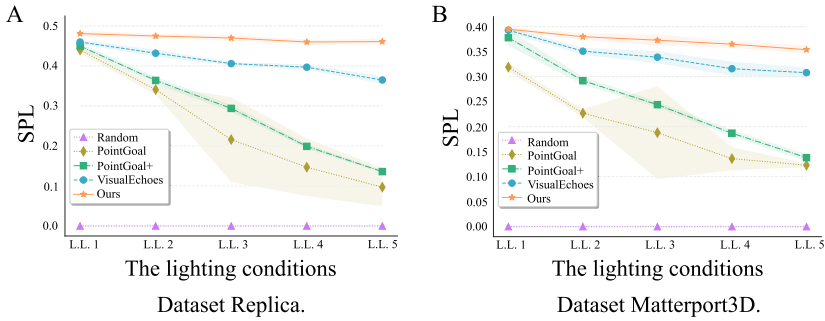 A
SPL
0.5
0.4
0.3
0.2
0.1
0.0
Random
PointGoal
PointGoal+
VisualEchoes
Ours
L.L. 1
L.L. 2
L.L. 3
L.L. 4
L.L. 5
The lighting conditions
Dataset Replica.
B
SPL
0.40
0.35
0.30
0.25
0.20
0.15
0.10
0.05
0.00
Random
PointGoal
PointGoal+
VisualEchoes
Ours
L.L. 1
L.L. 2
L.L. 3
L.L. 4
L.L. 5
The lighting conditions
Dataset Matterport3D.